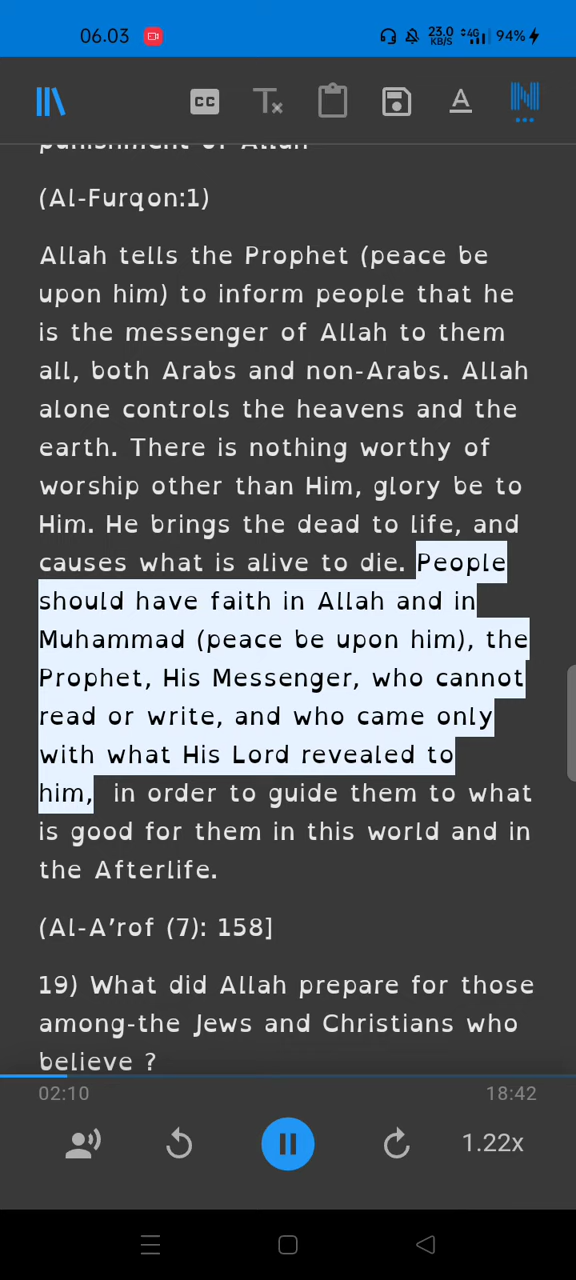 06.03
23.0 KB/S 4G 94%
CC
punishment of Allah
(Al-Furqon:1)
Allah tells the Prophet (peace be
upon him) to inform people that he
is the messenger of Allah to them
all, both Arabs and non-Arabs. Allah
alone controls the heavens and the
earth. There is nothing worthy of
worship other than Him, glory be to
Him. He brings the dead to life, and
causes what is alive to die. People
should have faith in Allah and in
Muhammad (peace be upon him), the
Prophet, His Messenger, who cannot
read or write, and who came only
with what His Lord revealed to
him,  in order to guide them to what
is good for them in this world and in
the Afterlife.
(Al-A’rof (7): 158]
19) What did Allah prepare for those
among-the Jews and Christians who
believe ?
02:10 18:42
1.22x